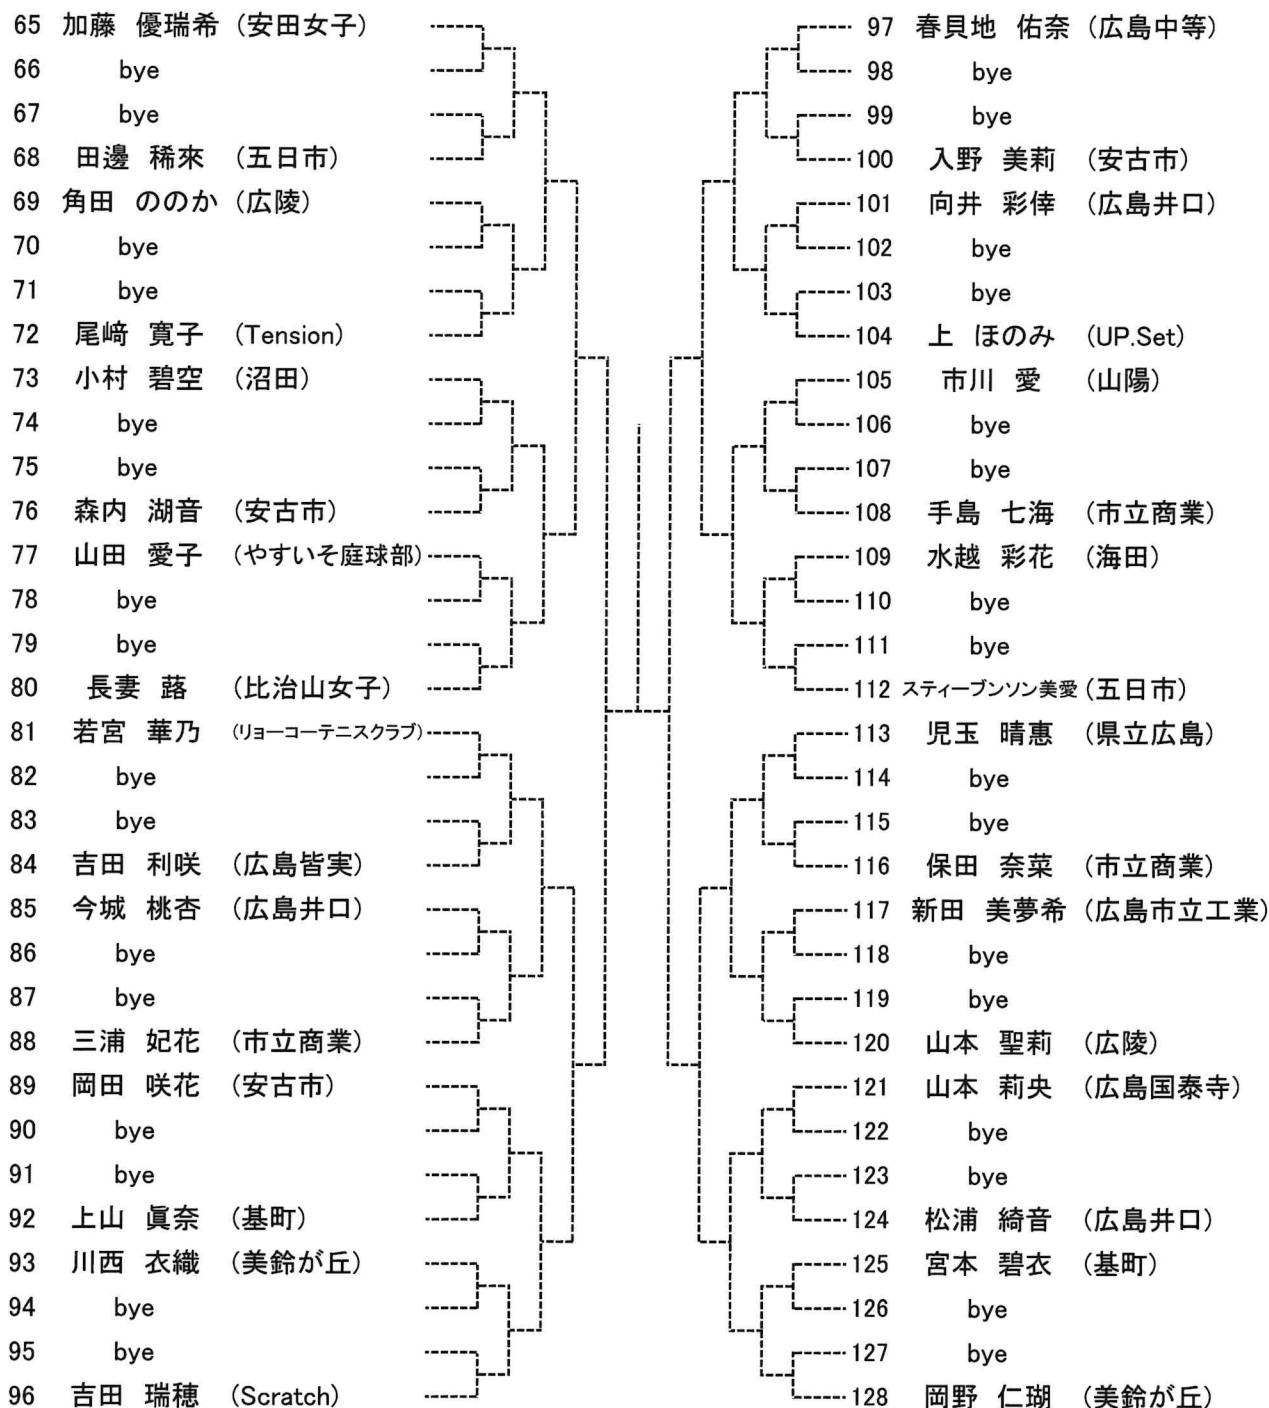 65 加藤 優瑞希 (安田女子)
66 bye
67 bye
68 田邊 稀來 (五日市)
69 角田 ののか (広陵)
70 bye
71 bye
72 尾﨑 寛子 (Tension)
73 小村 碧空 (沼田)
74 bye
75 bye
76 森内 湖音 (安古市)
77 山田 愛子 (やすいそ庭球部)
78 bye
79 bye
80 長妻 蕗 (比治山女子)
81 若宮 華乃 (リョーコーテニスクラブ)
82 bye
83 bye
84 吉田 利咲 (広島皆実)
85 今城 桃杏 (広島井口)
86 bye
87 bye
88 三浦 妃花 (市立商業)
89 岡田 咲花 (安古市)
90 bye
91 bye
92 上山 眞奈 (基町)
93 川西 衣織 (美鈴が丘)
94 bye
95 bye
96 吉田 瑞穂 (Scratch)
97 春貝地 佑奈 (広島中等)
98 bye
99 bye
100 入野 美莉 (安古市)
101 向井 彩倖 (広島井口)
102 bye
103 bye
104 上 ほのみ (UP.Set)
105 市川 愛 (山陽)
106 bye
107 bye
108 手島 七海 (市立商業)
109 水越 彩花 (海田)
110 bye
111 bye
112 スティーブンソン美愛 (五日市)
113 児玉 晴惠 (県立広島)
114 bye
115 bye
116 保田 奈菜 (市立商業)
117 新田 美夢希 (広島市立工業)
118 bye
119 bye
120 山本 聖莉 (広陵)
121 山本 莉央 (広島国泰寺)
122 bye
123 bye
124 松浦 綺音 (広島井口)
125 宮本 碧衣 (基町)
126 bye
127 bye
128 岡野 仁瑚 (美鈴が丘)